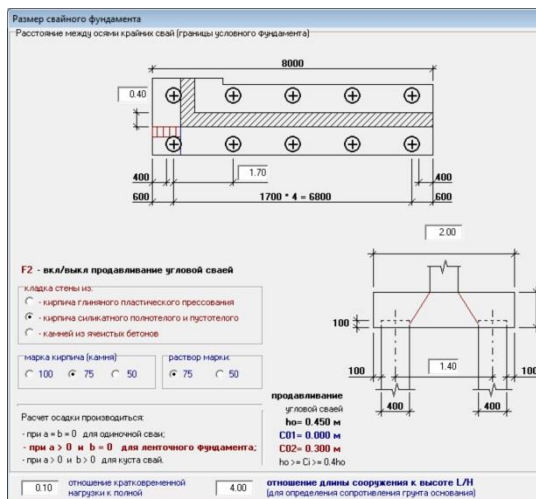 Размер свайного фундамента
Расстояние между осями крайних свай (границы условного фундамента)
8000
0.40
1.70
400
400
600
1700 * 4 = 6800
600
2.00
F2 - вкл/выкл продавливание угловой сваей
кладка стены из:
- кирпича глиняного пластического прессования
- кирпича силикатного полнотелого и пустотелого
- камней из ячеистых бетонов
100
1.40
100
100
400
400
марка кирпича (камня)
100 75 50
раствор марки:
75 50
продавливание
угловой сваей
ho= 0.450 м
C01= 0.000 м
C02= 0.300 м
ho >= Ci >= 0.4ho
Расчет осадки производиться:
- при a = b = 0 для одиночной сваи;
- при a > 0 и b = 0 для ленточного фундамента;
- при a > 0 и b > 0 для куста свай.
0.10 отношение кратковременной
нагрузки к полной
4.00 отношение длины сооружения к высоте L/H
(для определения сопротивления грунта основания)